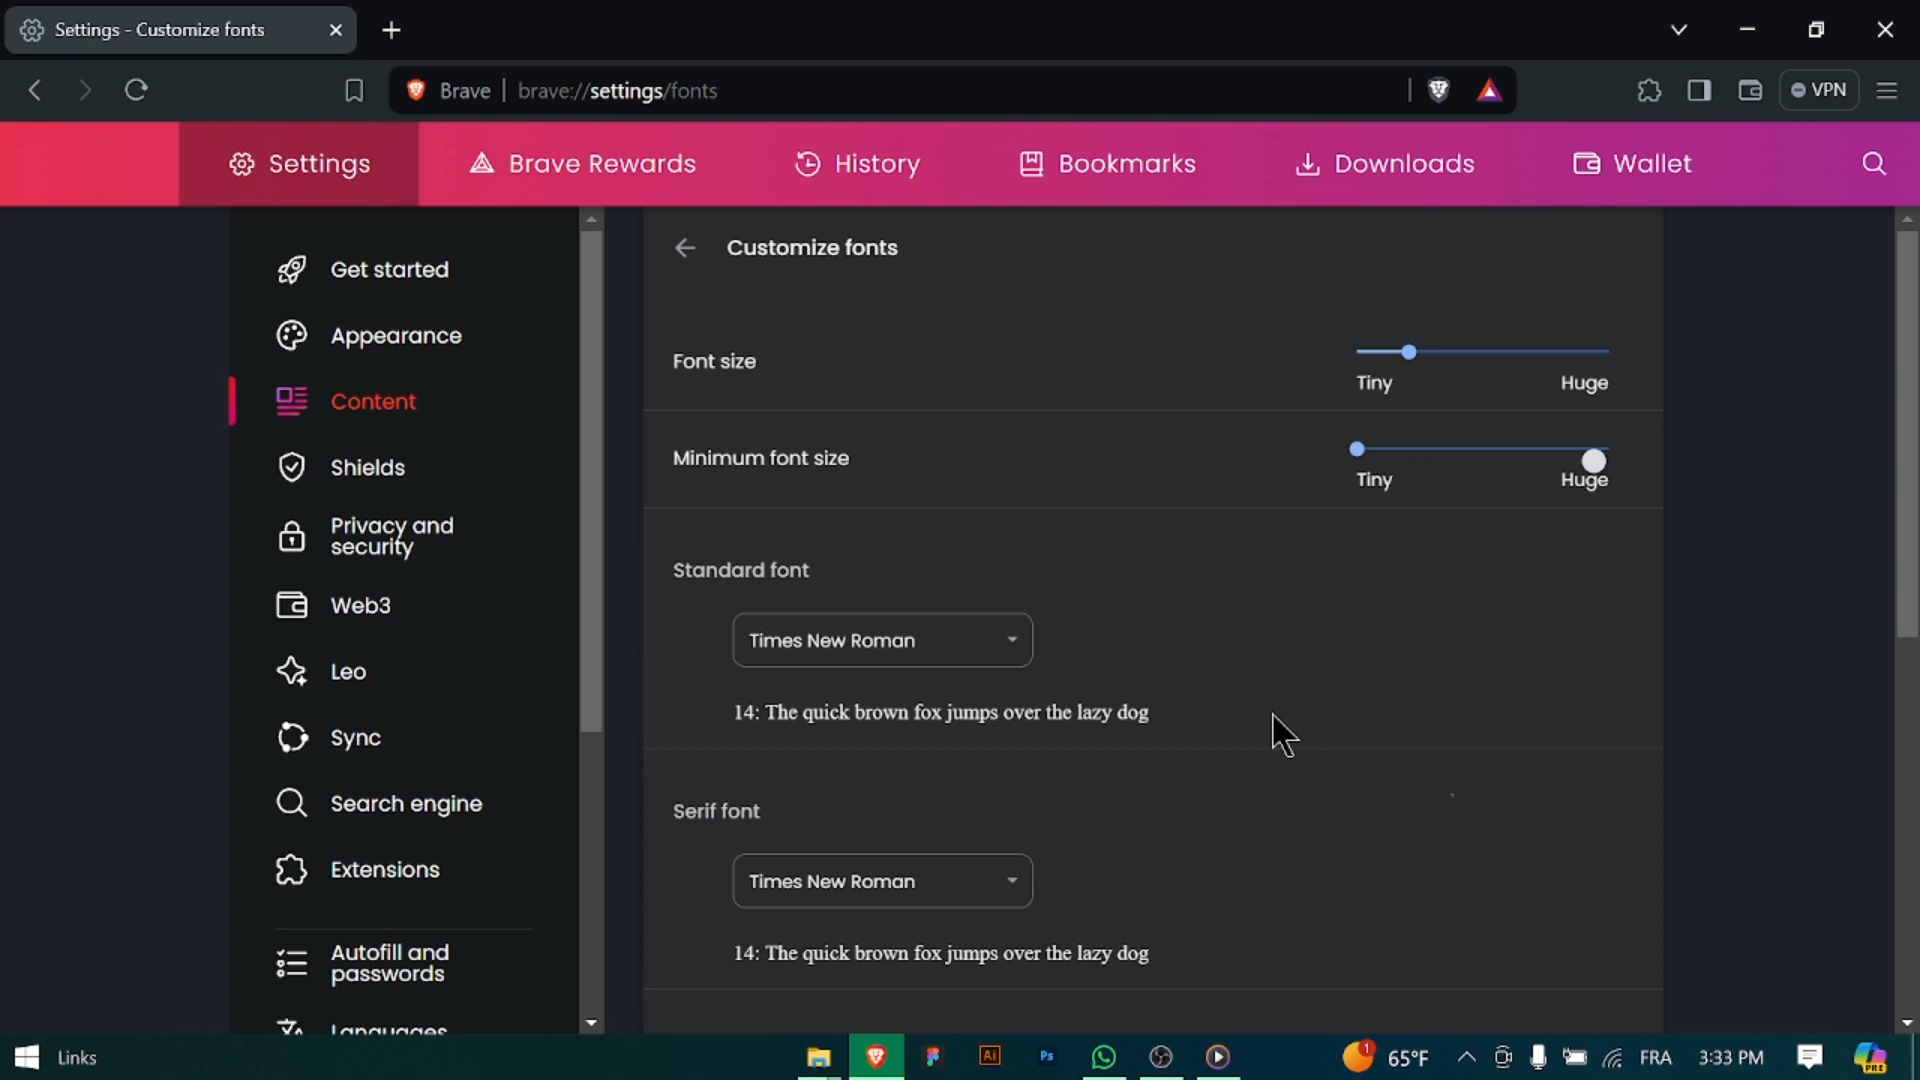 Settings - Customize fonts
Brave
brave://settings/fonts
VPN
Settings
Brave Rewards
History
Bookmarks
Downloads
Wallet
Get started
Appearance
Content
Shields
Privacy and
security
Web3
Leo
Sync
Search engine
Extensions
Autofill and
passwords
Languages
Customize fonts
Font size
Tiny
Huge
Minimum font size
Tiny
Huge
Standard font
Times New Roman
14: The quick brown fox jumps over the lazy dog
Serif font
Times New Roman
14: The quick brown fox jumps over the lazy dog
Links
Ai
Ps
1
65°F
FRA
3:33 PM
PRE